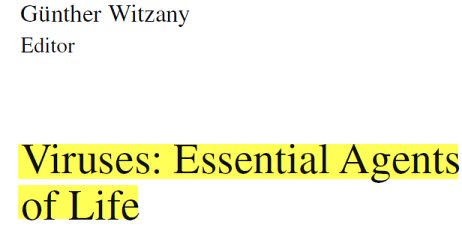 Günther Witzany
Editor
Viruses: Essential Agents
of Life